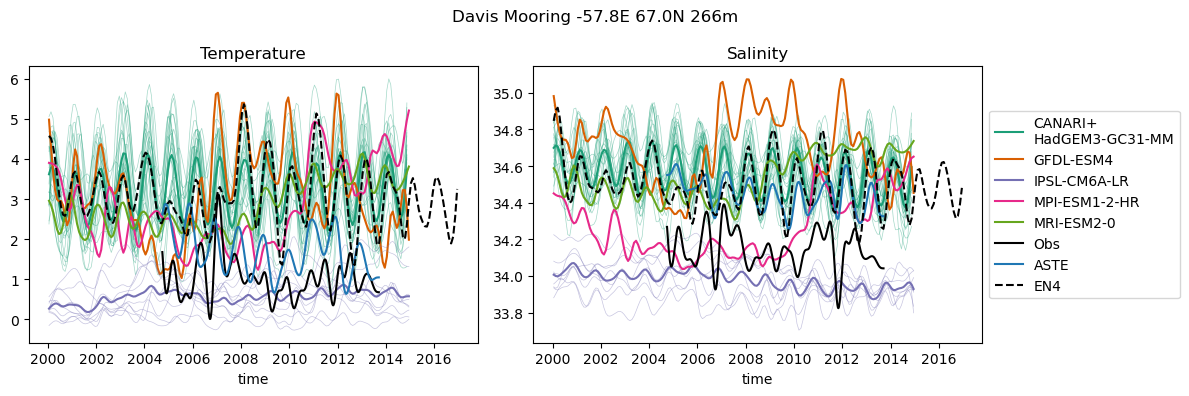 Davis Mooring -57.8E 67.0N 266m
Temperature
6
5
4
3
2
1
0
2000 2002 2004 2006 2008 2010 2012 2014 2016
time
Salinity
35.0
34.8
34.6
34.4
34.2
34.0
33.8
2000 2002 2004 2006 2008 2010 2012 2014 2016
time
CANARI+
HadGEM3-GC31-MM
GFDL-ESM4
IPSL-CM6A-LR
MPI-ESM1-2-HR
MRI-ESM2-0
Obs
ASTE
EN4